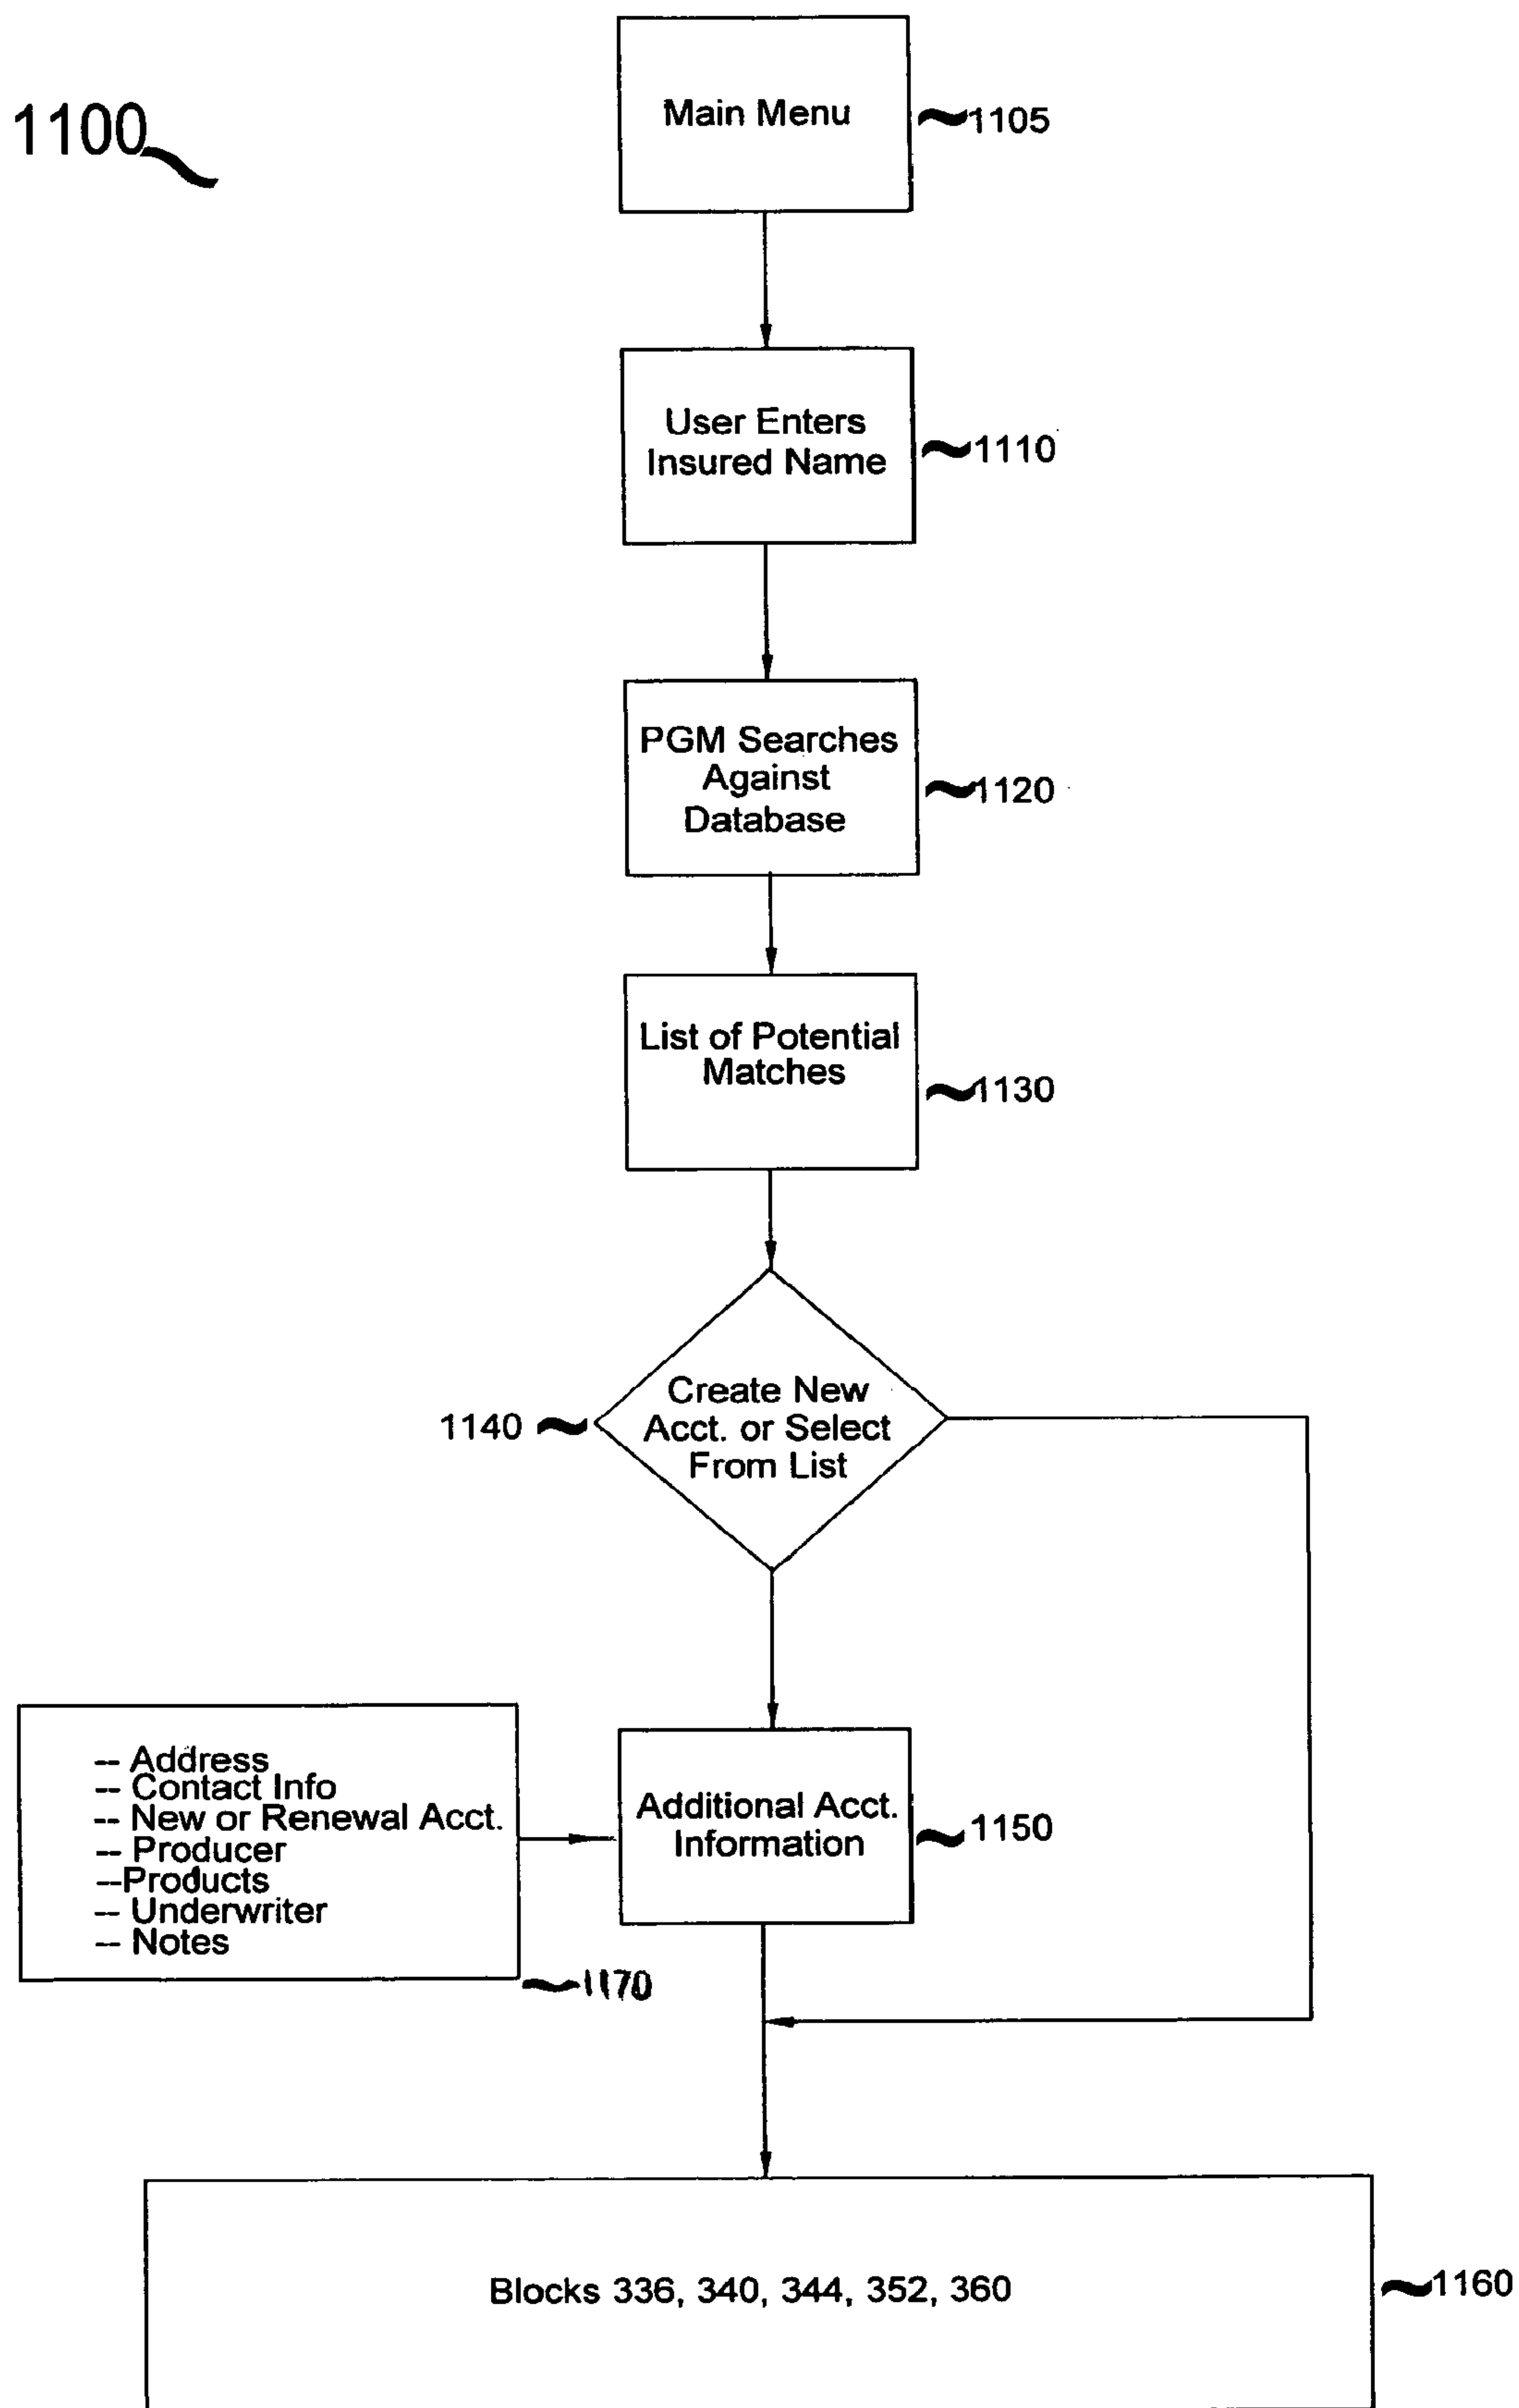 1100
Main Menu
1105
User Enters
Insured Name
1110
PGM Searches
Against
Database
1120
List of Potential
Matches
1130
Create New
Acct. or Select
From List
1140
-- Address
-- Contact Info
-- New or Renewal Acct.
-- Producer
--Products
-- Underwriter
-- Notes
1170
Additional Acct.
Information
1150
Blocks 336, 340, 344, 352, 360
1160